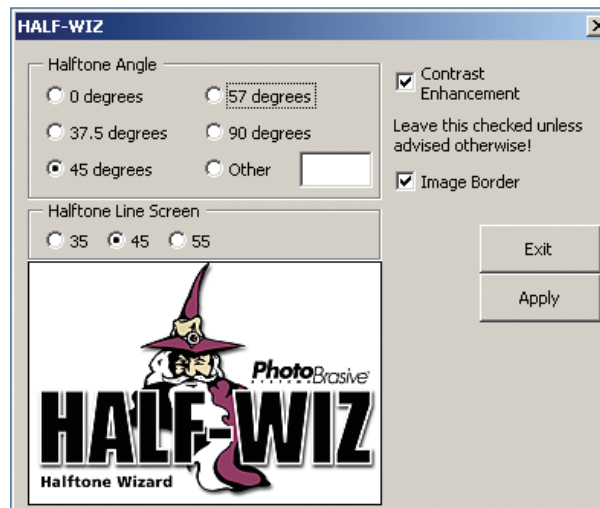 HALF-WIZ
Halftone Angle
0 degrees
57 degrees
37.5 degrees
90 degrees
45 degrees
Other
Contrast
Enhancement
Leave this checked unless
advised otherwise!
Image Border
Halftone Line Screen
35
45
55
Exit
Apply
PhotoBrasive
SYSTEMS
HALF-WIZ
Halftone Wizard